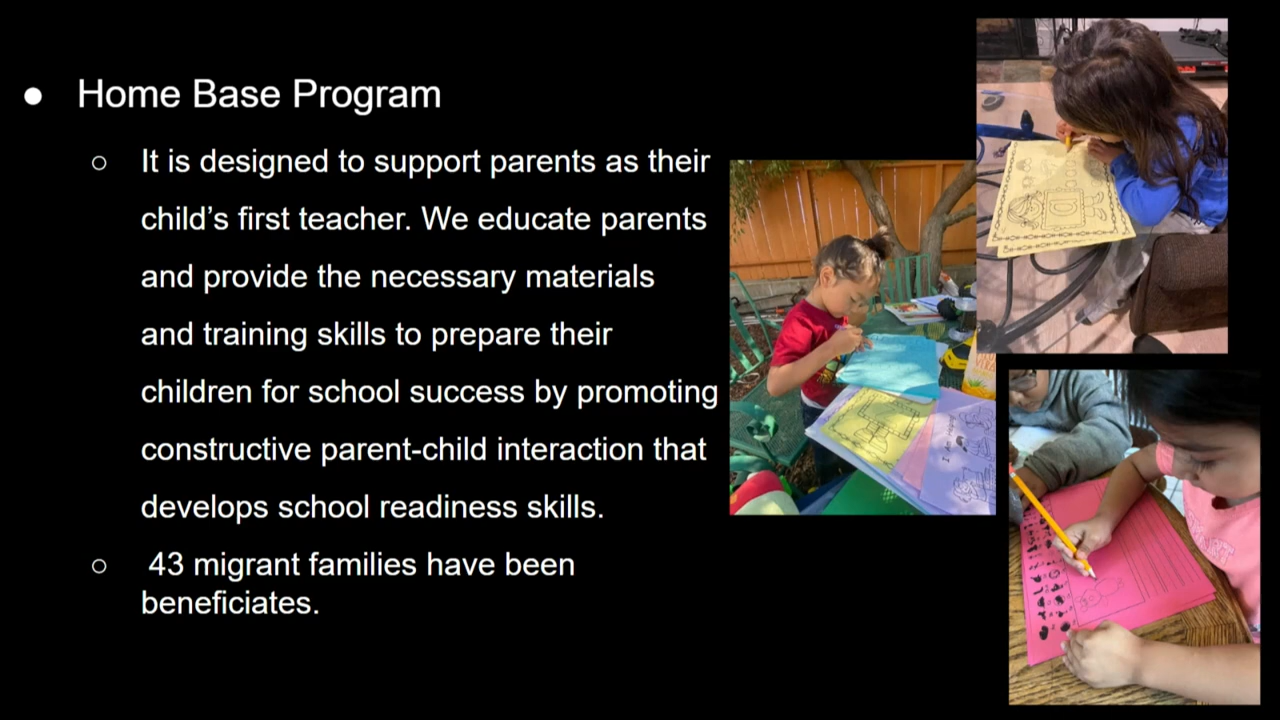 ● Home Base Program
○ It is designed to support parents as their
child’s first teacher. We educate parents
and provide the necessary materials
and training skills to prepare their
children for school success by promoting
constructive parent-child interaction that
develops school readiness skills.
○ 43 migrant families have been
beneficiates.
a
I Am